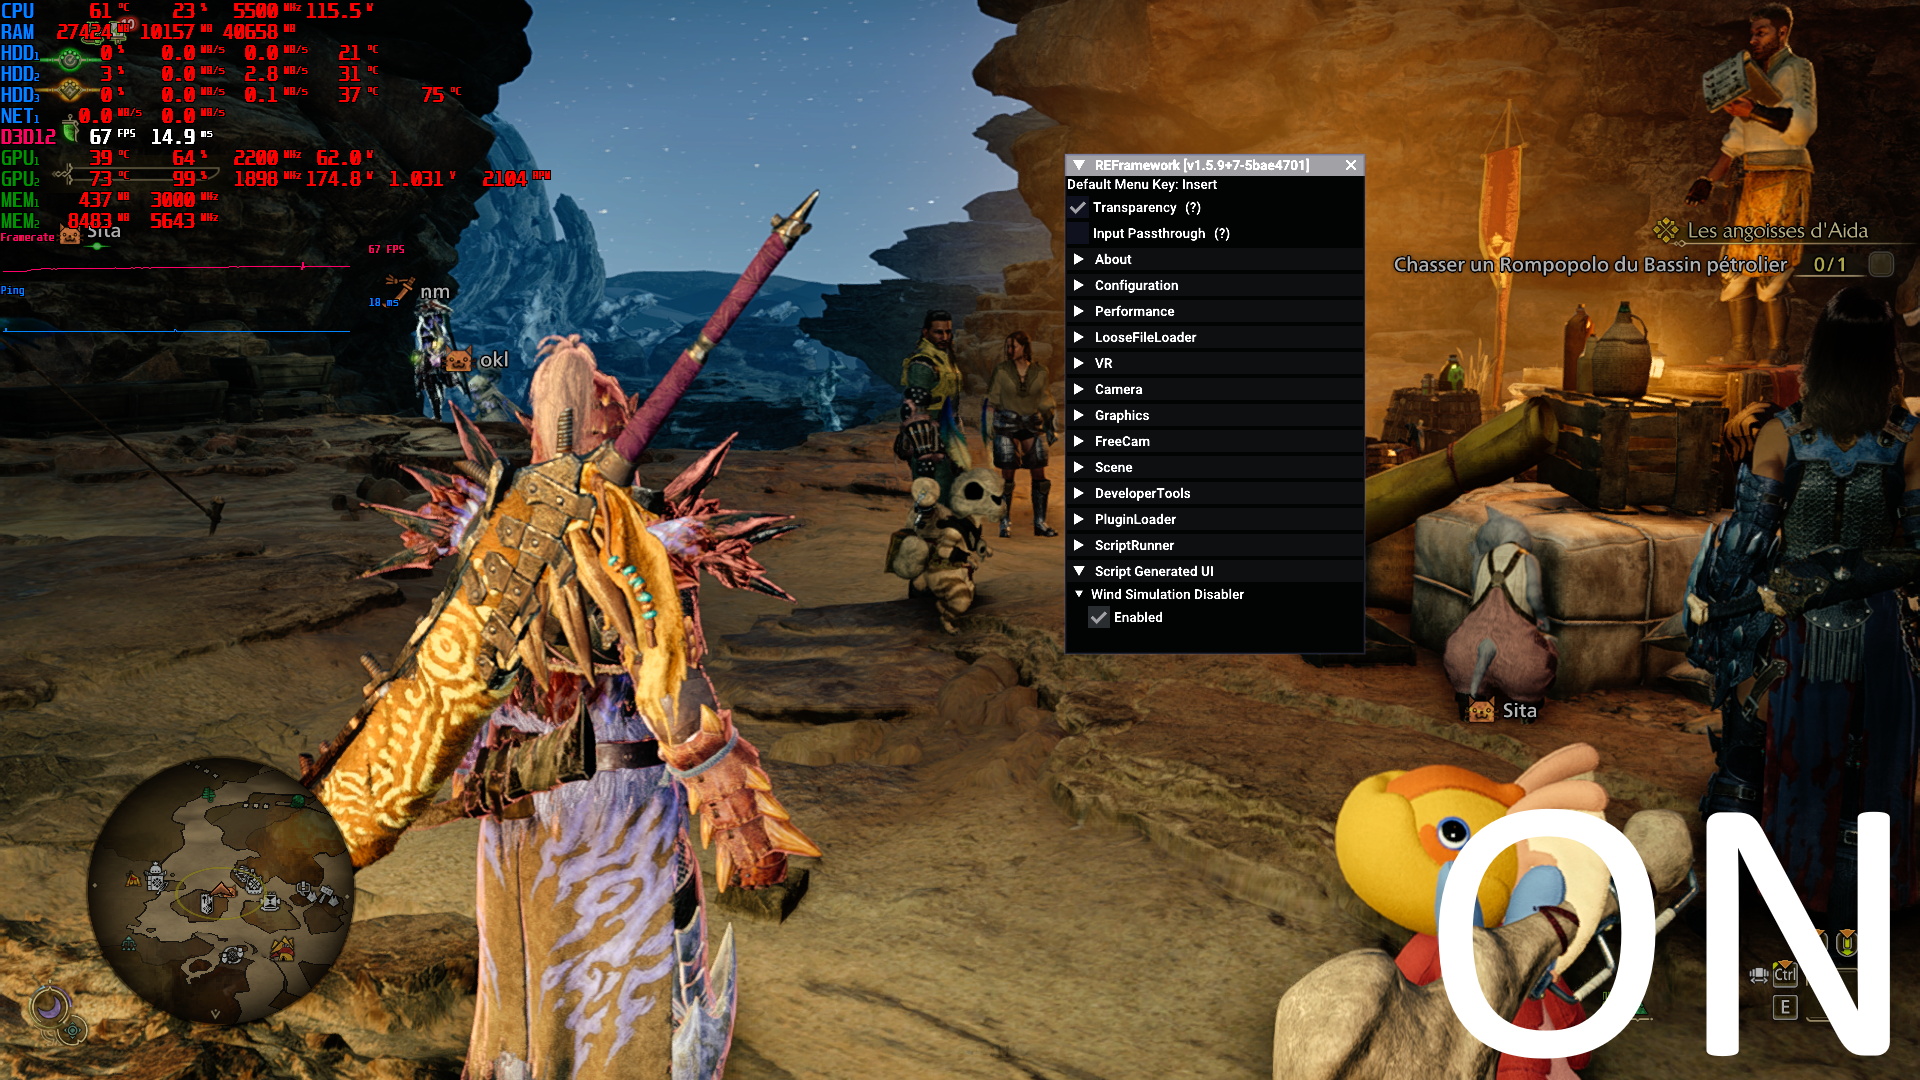 CPU 61 °C 23 % 5500 MHz 115.5 W
RAM 27424 MB 10157 MB 40658 MB
HDD1 0 % 0.0 MB/s 0.0 MB/s 21 °C
HDD2 3 % 0.0 MB/s 2.8 MB/s 31 °C
HDD3 0 % 0.0 MB/s 0.1 MB/s 37 °C 75 °C
NET1 0.0 MB/s 0.0 MB/s
D3D12 67 FPS 14.9 ms
GPU1 39 °C 64 % 2200 MHz 62.0 W
GPU2 73 °C 99 % 1898 MHz 174.8 W 1.031 V 2104 RPM
MEM1 437 MB 3000 MHz
MEM2 8483 MB 5643 MHz
Sita
Framerate
67 FPS
Ping
18 ms
nm
okl
REFramework [v1.5.9+7-5bae4701]
Default Menu Key: Insert
Transparency (?)
Input Passthrough (?)
About
Configuration
Performance
LooseFileLoader
VR
Camera
Graphics
FreeCam
Scene
DeveloperTools
PluginLoader
ScriptRunner
Script Generated UI
Wind Simulation Disabler
Enabled
Les angoisses d'Aida
Chasser un Rompopolo du Bassin pétrolier 0/1
Sita
Ctrl
E
ON